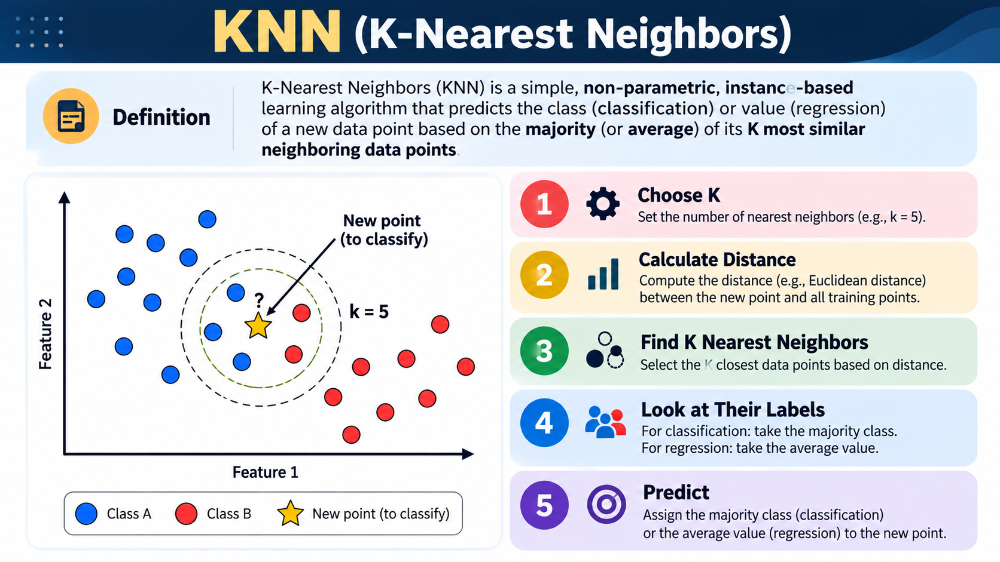 KNN (K-Nearest Neighbors)
Definition
K-Nearest Neighbors (KNN) is a simple, non-parametric, instance-based
learning algorithm that predicts the class (classification) or value (regression)
of a new data point based on the majority (or average) of its K most similar
neighboring data points.
New point
(to classify)
?
k = 5
Feature 2
Feature 1
Class A
Class B
New point (to classify)
1
Choose K
Set the number of nearest neighbors (e.g., k = 5).
2
Calculate Distance
Compute the distance (e.g., Euclidean distance)
between the new point and all training points.
3
Find K Nearest Neighbors
Select the K closest data points based on distance.
4
Look at Their Labels
For classification: take the majority class.
For regression: take the average value.
5
Predict
Assign the majority class (classification)
or the average value (regression) to the new point.